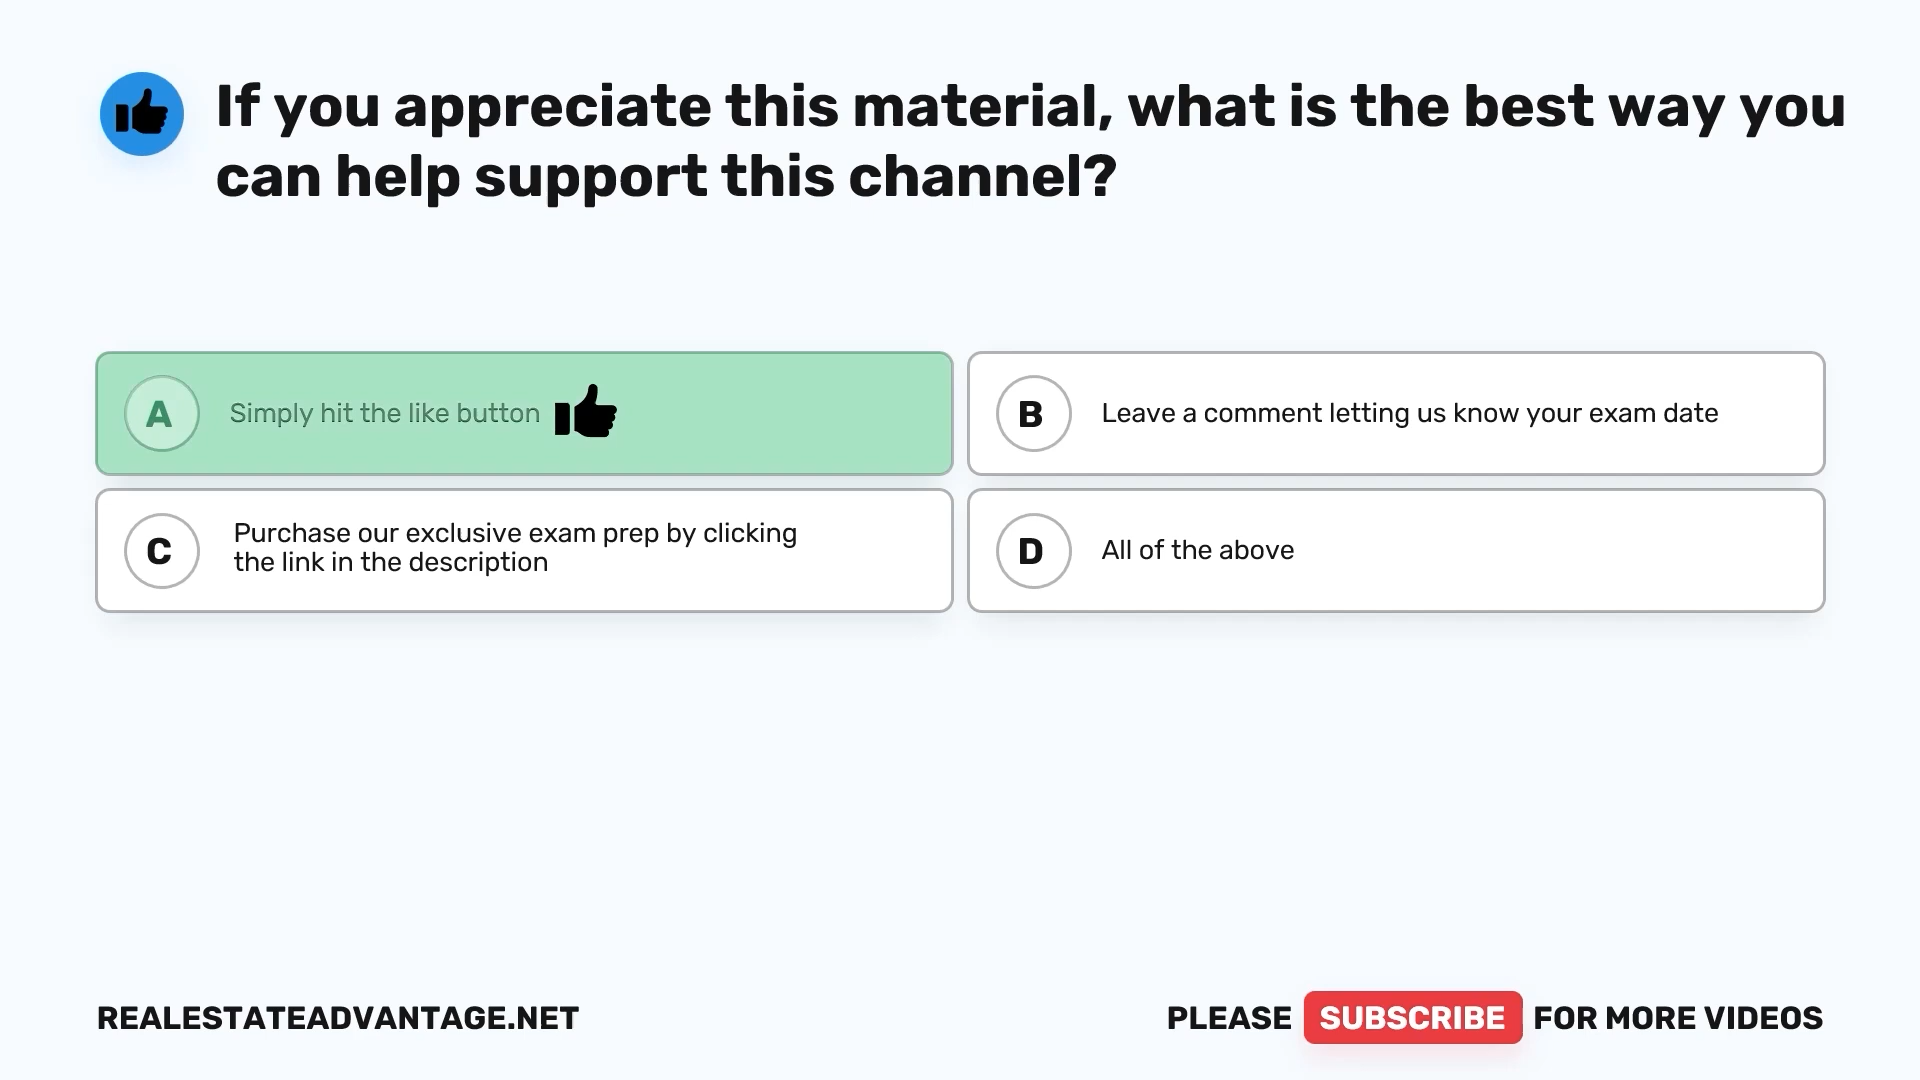 If you appreciate this material, what is the best way you
can help support this channel?
A Simply hit the like button
B Leave a comment letting us know your exam date
C Purchase our exclusive exam prep by clicking
the link in the description
D All of the above
REALESTATEADVANTAGE.NET
PLEASE SUBSCRIBE FOR MORE VIDEOS